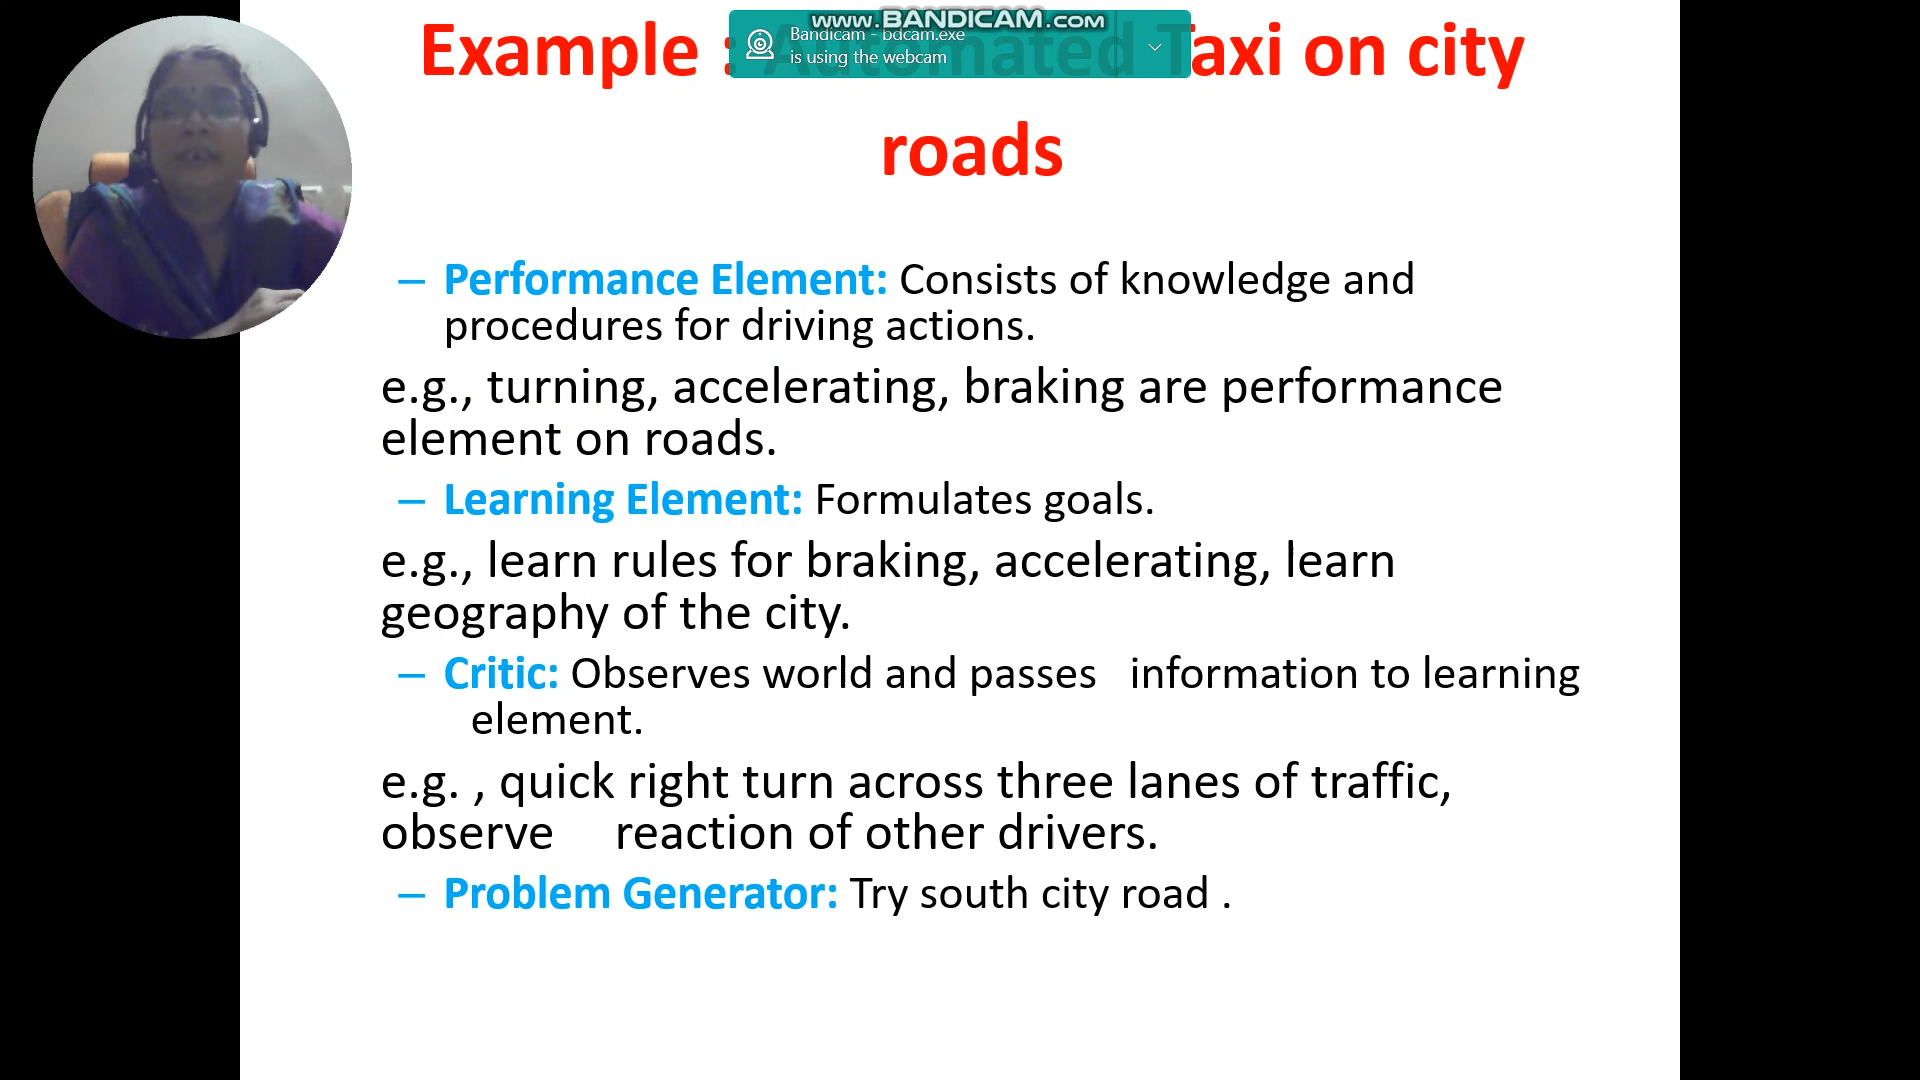 www.BANDICAM.com
Bandicam - bdcam.exe
is using the webcam
Example : Automated Taxi on city
roads
– Performance Element: Consists of knowledge and
procedures for driving actions.
e.g., turning, accelerating, braking are performance
element on roads.
– Learning Element: Formulates goals.
e.g., learn rules for braking, accelerating, learn
geography of the city.
– Critic: Observes world and passes information to learning
element.
e.g. , quick right turn across three lanes of traffic,
observe reaction of other drivers.
– Problem Generator: Try south city road .